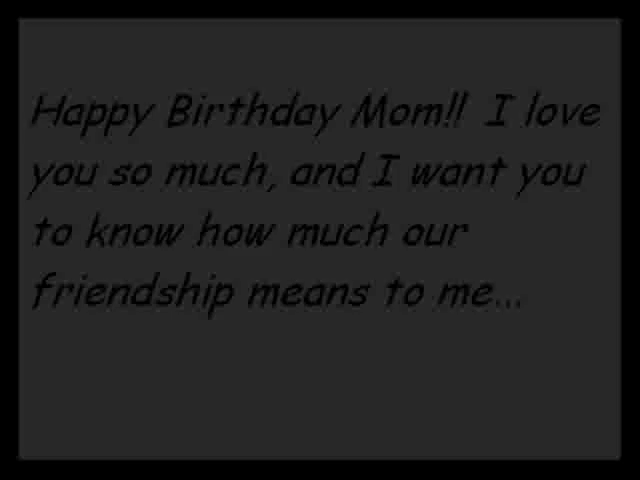 Happy Birthday Mom!! I love
you so much, and I want you
to know how much our
friendship means to me...